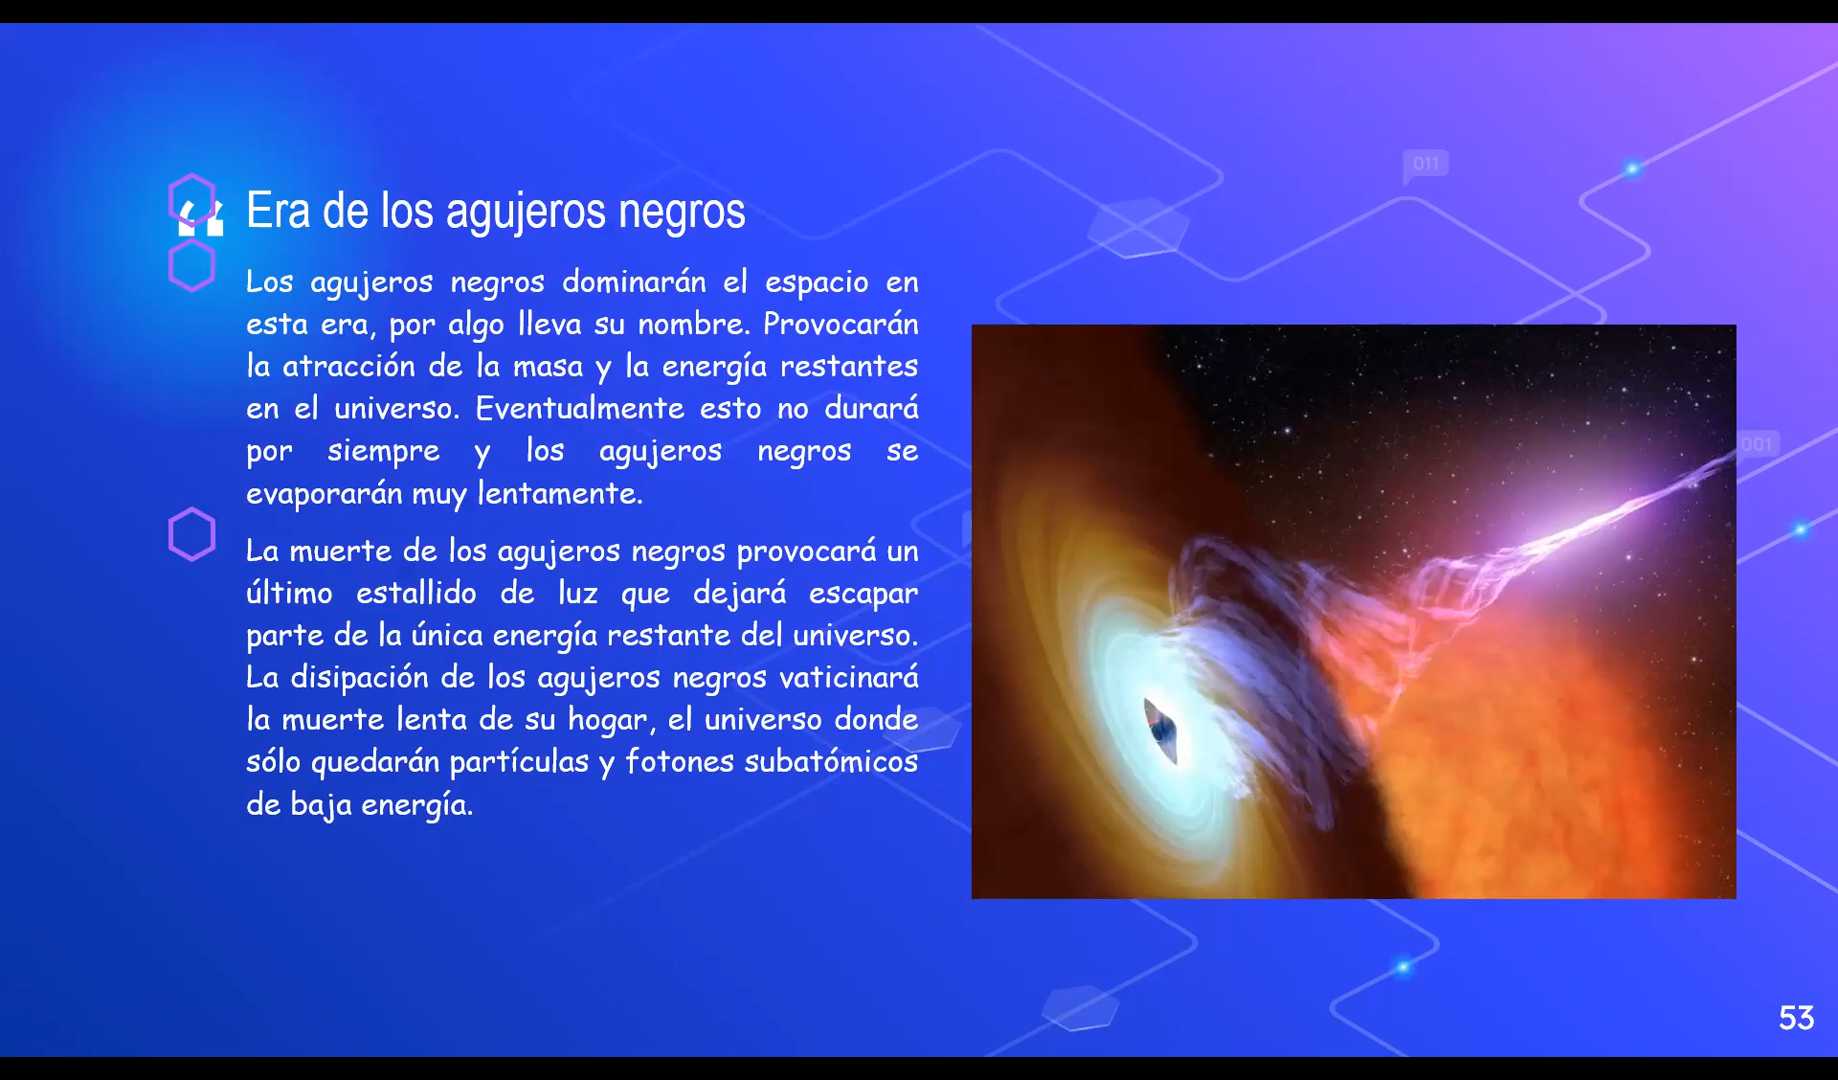 011
“ Era de los agujeros negros
Los agujeros negros dominarán el espacio en
esta era, por algo lleva su nombre. Provocarán
la atracción de la masa y la energía restantes
en el universo. Eventualmente esto no durará
por siempre y los agujeros negros se
evaporarán muy lentamente.
001
La muerte de los agujeros negros provocará un
último estallido de luz que dejará escapar
parte de la única energía restante del universo.
La disipación de los agujeros negros vaticinará
la muerte lenta de su hogar, el universo donde
sólo quedarán partículas y fotones subatómicos
de baja energía.
53